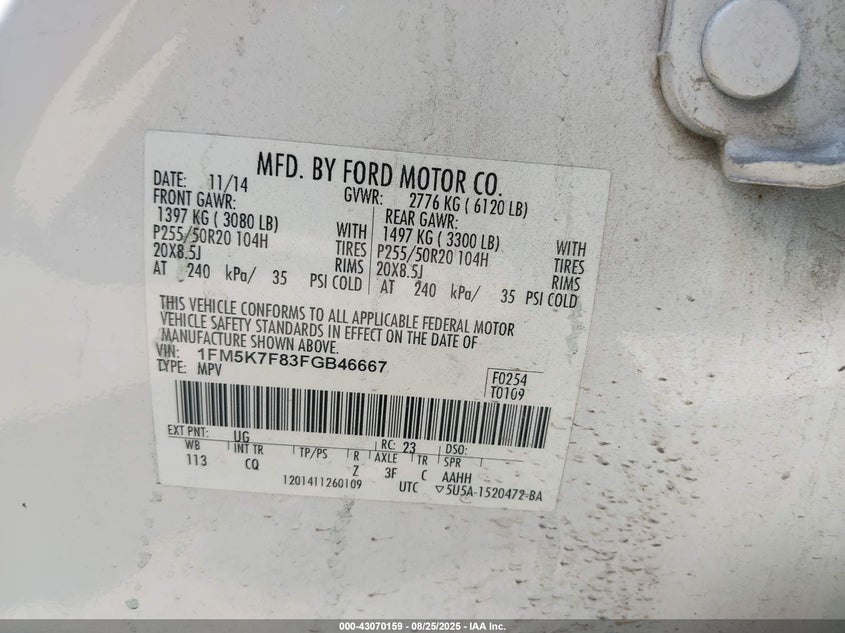 MFD. BY FORD MOTOR CO.
DATE: 11/14 GVWR: 2776 KG ( 6120 LB)
FRONT GAWR: REAR GAWR:
1397 KG ( 3080 LB) WITH 1497 KG ( 3300 LB) WITH
P255/50R20 104H TIRES P255/50R20 104H TIRES
20X8.5J RIMS 20X8.5J RIMS
AT 240 kPa/ 35 PSI COLD AT 240 kPa/ 35 PSI COLD
THIS VEHICLE CONFORMS TO ALL APPLICABLE FEDERAL MOTOR
VEHICLE SAFETY STANDARDS IN EFFECT ON THE DATE OF
MANUFACTURE SHOWN ABOVE.
VIN: 1FM5K7F83FGB46667
TYPE: MPV
F0254
T0109
EXT PNT: UG RC: 23 DSO:
WB INT TR TP/PS R AXLE TR SPR
113 CQ Z 3F C AAHH
1201411260109 UTC ▽5U5A-1520472-BA
000-43070159 - 08/25/2025 - IAA Inc.